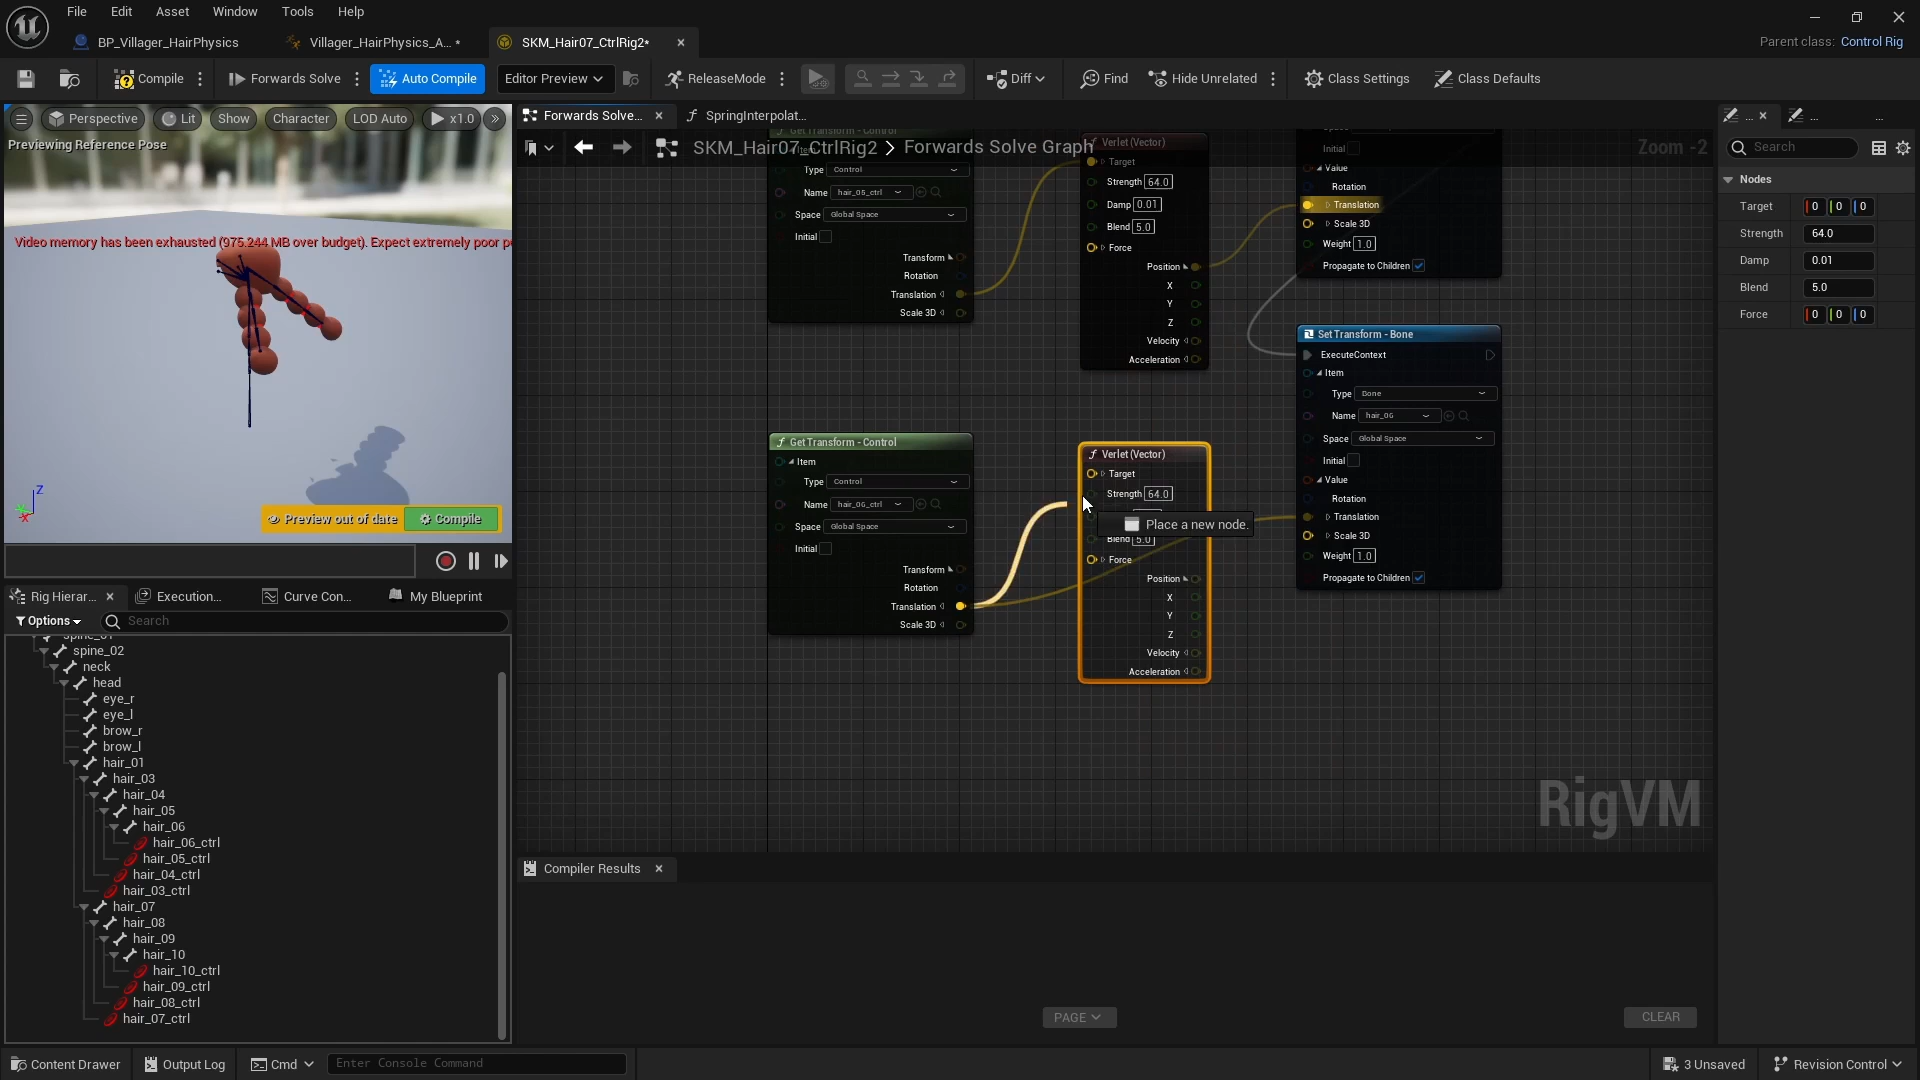 File Edit Asset Window Tools Help
BP_Villager_HairPhysics Villager_HairPhysics_A... * SKM_Hair07_CtrlRig2*
Parent class: Control Rig
Compile Forwards Solve Auto Compile Editor Preview ReleaseMode Diff Find Hide Unrelated Class Settings Class Defaults
Perspective Lit Show Character LOD Auto x1.0
Previewing Reference Pose
Video memory has been exhausted (975.244 MB over budget). Expect extremely poor p
Z
X
Preview out of date Compile
Rig Hierar... Execution... Curve Con... My Blueprint
Options Search
spine_01
spine_02
neck
head
eye_r
eye_l
brow_r
brow_l
hair_01
hair_03
hair_04
hair_05
hair_06
hair_06_ctrl
hair_05_ctrl
hair_04_ctrl
hair_03_ctrl
hair_07
hair_08
hair_09
hair_10
hair_10_ctrl
hair_09_ctrl
hair_08_ctrl
hair_07_ctrl
Forwards Solve... SpringInterpolat...
SKM_Hair07_CtrlRig2 > Forwards Solve Graph
Zoom -2
Get Transform - Control
Type Control
Name hair_05_ctrl
Space Global Space
Initial
Transform
Rotation
Translation
Scale 3D
Verlet (Vector)
Target
Strength 64.0
Damp 0.01
Blend 5.0
Force
Position
X
Y
Z
Velocity
Acceleration
Initial
Value
Rotation
Translation
Scale 3D
Weight 1.0
Propagate to Children
Get Transform - Control
Item
Type Control
Name hair_06_ctrl
Space Global Space
Initial
Transform
Rotation
Translation
Scale 3D
Verlet (Vector)
Target
Strength 64.0
Place a new node.
Blend 5.0
Force
Position
X
Y
Z
Velocity
Acceleration
Set Transform - Bone
ExecuteContext
Item
Type Bone
Name hair_06
Space Global Space
Initial
Value
Rotation
Translation
Scale 3D
Weight 1.0
Propagate to Children
RigVM
Compiler Results
PAGE CLEAR
... ... ...
Search
Nodes
Target 0 0 0
Strength 64.0
Damp 0.01
Blend 5.0
Force 0 0 0
Content Drawer Output Log Cmd Enter Console Command 3 Unsaved Revision Control